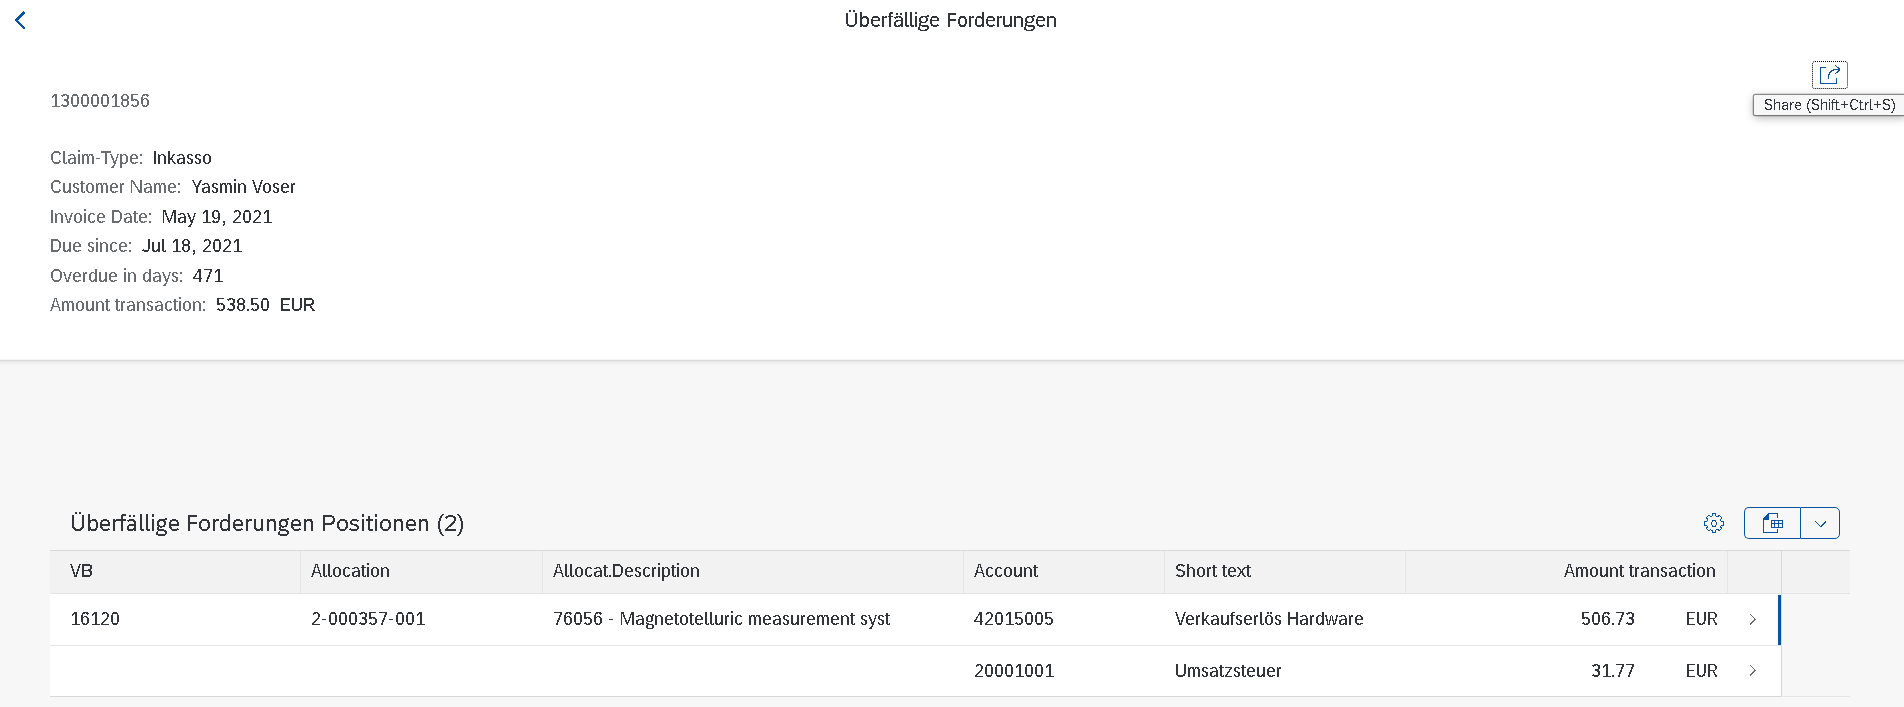 Überfällige Forderungen
1300001856
Share (Shift+Ctrl+S)
Claim-Type: Inkasso
Customer Name: Yasmin Voser
Invoice Date: May 19, 2021
Due since: Jul 18, 2021
Overdue in days: 471
Amount transaction: 538.50 EUR
Überfällige Forderungen Positionen (2)
VB Allocation Allocat.Description Account Short text Amount transaction
16120 2-000357-001 76056 - Magnetotelluric measurement syst 42015005 Verkaufserlös Hardware 506.73 EUR
20001001 Umsatzsteuer 31.77 EUR